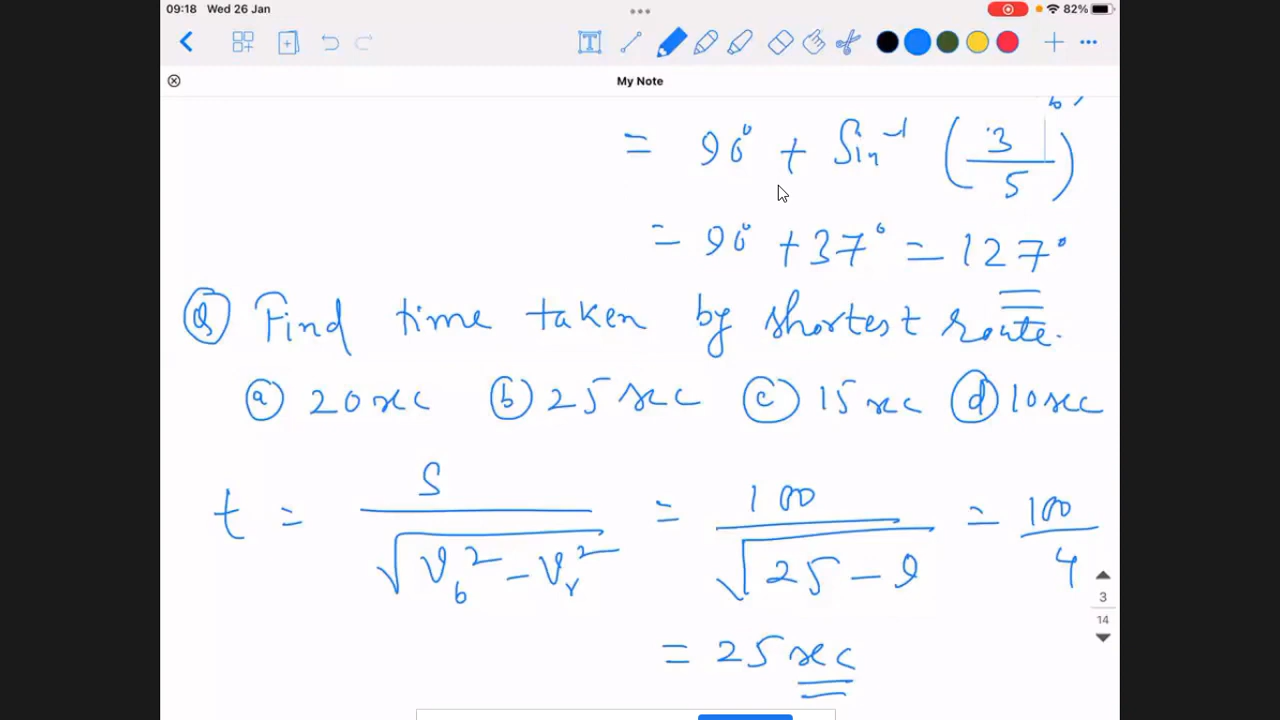 09:18 Wed 26 Jan 82%
My Note
= 90° + Sin⁻¹ (3/5)
= 90° + 37° = 127°
Q Find time taken by shortest route.
a 20 sec b 25 sec c 15 sec d 10 sec
t = S/√(V_b² - V_r²) = 100/√(25 - 9) = 100/4
3
14
= 25 sec